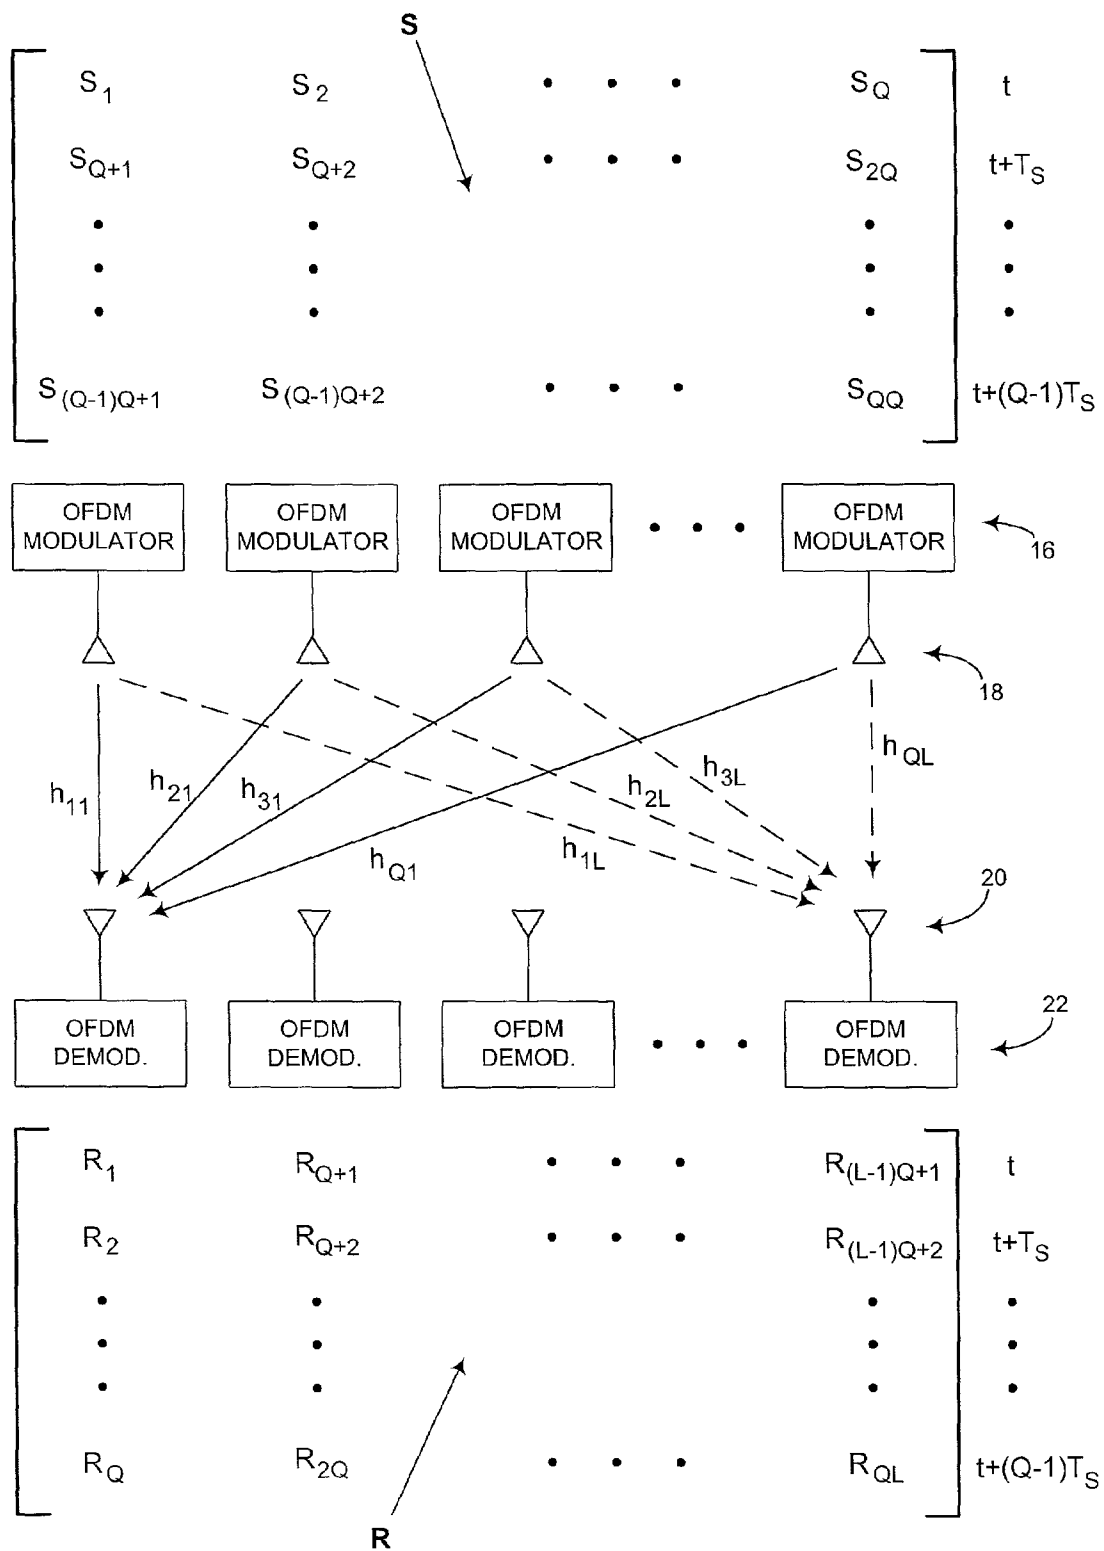 S
S1 S2 • • • SQ t
SQ+1 SQ+2 • • • S2Q t+TS
S(Q-1)Q+1 S(Q-1)Q+2 • • • SQQ t+(Q-1)TS
OFDM MODULATOR
OFDM MODULATOR
OFDM MODULATOR
• • •
OFDM MODULATOR
16
18
h11 h21 h31 hQ1 h1L h2L h3L hQL
20
OFDM DEMOD.
OFDM DEMOD.
OFDM DEMOD.
• • •
OFDM DEMOD.
22
R1 RQ+1 • • • R(L-1)Q+1 t
R2 RQ+2 • • • R(L-1)Q+2 t+TS
RQ R2Q • • • RQL t+(Q-1)TS
R